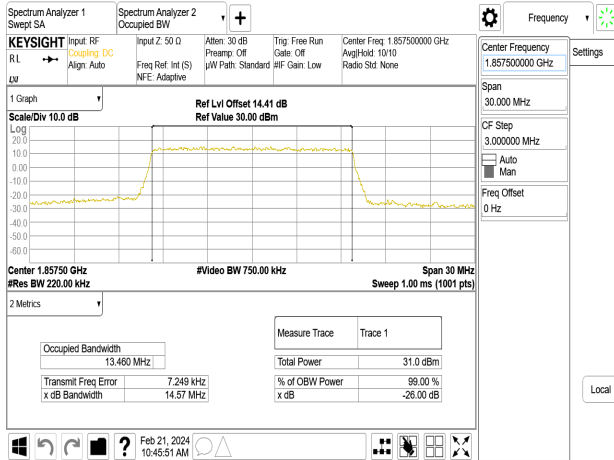 Spectrum Analyzer 1
Swept SA
Spectrum Analyzer 2
Occupied BW
Frequency
KEYSIGHT
RL
Input: RF
Coupling: DC
Align: Auto
Input Z: 50 Ω
Freq Ref: Int (S)
NFE: Adaptive
Atten: 30 dB
Preamp: Off
µW Path: Standard
Trig: Free Run
Gate: Off
#IF Gain: Low
Center Freq: 1.857500000 GHz
Avg|Hold: 10/10
Radio Std: None
Center Frequency
1.857500000 GHz
Settings
Span
30.000 MHz
CF Step
3.000000 MHz
Auto
Man
Freq Offset
0 Hz
Local
1 Graph
Ref Lvl Offset 14.41 dB
Scale/Div 10.0 dB
Ref Value 30.00 dBm
Log
20.0
10.0
0.00
-10.0
-20.0
-30.0
-40.0
-50.0
-60.0
Center 1.85750 GHz
#Video BW 750.00 kHz
Span 30 MHz
#Res BW 220.00 kHz
Sweep 1.00 ms (1001 pts)
2 Metrics
Measure Trace
Trace 1
Occupied Bandwidth
13.460 MHz
Total Power
31.0 dBm
Transmit Freq Error
7.249 kHz
% of OBW Power
99.00 %
x dB Bandwidth
14.57 MHz
x dB
-26.00 dB
Feb 21, 2024
10:45:51 AM